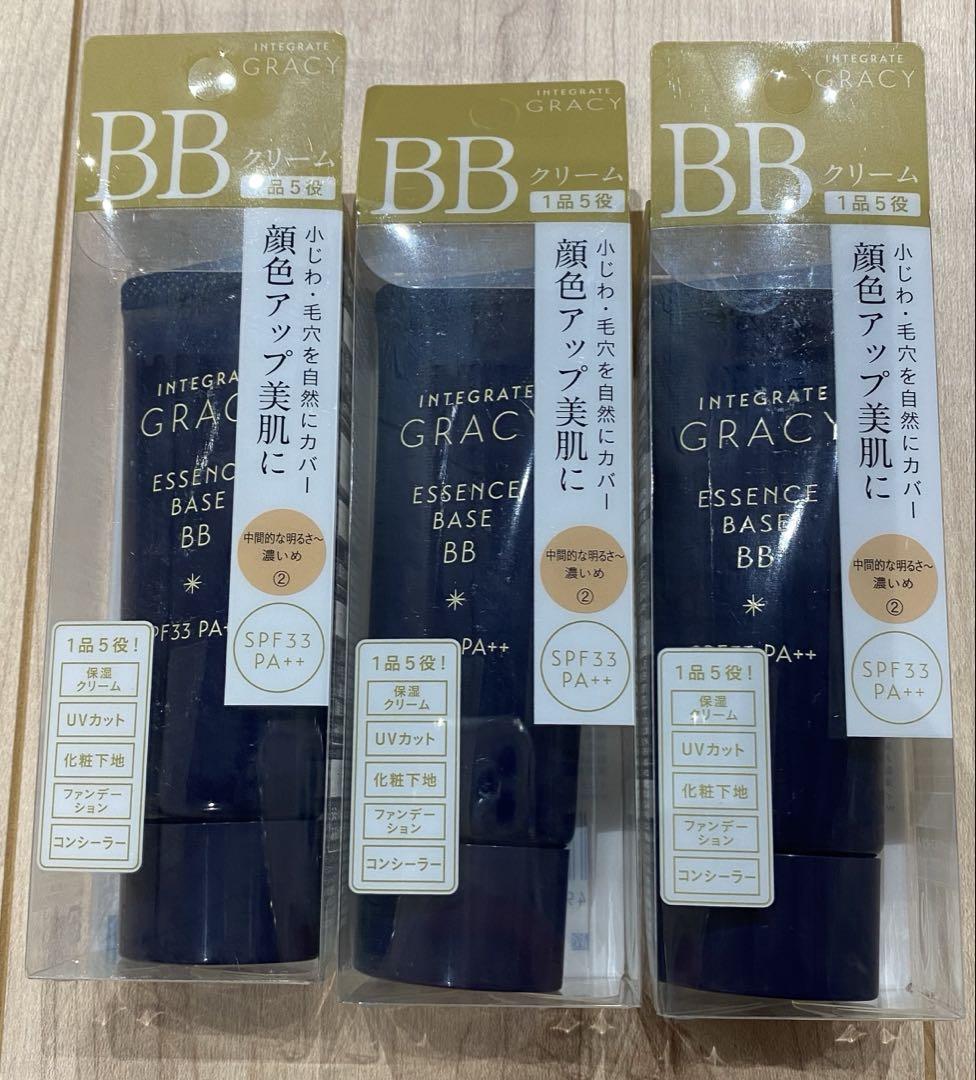 INTEGRATE
GRACY
BB
クリーム
1品5役
小じわ・毛穴を自然にカバー
顔色アップ美肌に
INTEGRA
GRAC
ESSENC
BASE
BB
中間的な明るさ〜
濃いめ
②
PF33 PA+
SPF33
PA++
1品5役!
保湿
クリーム
UVカット
化粧下地
ファンデー
ション
コンシーラー
INTEGRATE
GRACY
BB
クリーム
1品5役
小じわ・毛穴を自然にカバー
顔色アップ美肌に
INTEGRATE
GRACY
ESSENCE
BASE
BB
中間的な明るさ〜
濃いめ
②
PA++
SPF33
PA++
1品5役!
保湿
クリーム
UVカット
化粧下地
ファンデー
ション
コンシーラー
INTEGRATE
GRACY
BB
クリーム
1品5役
小じわ・毛穴を自然にカバー
顔色アップ美肌に
INTEGRATE
GRACY
ESSENCE
BASE
BB
中間的な明るさ〜
濃いめ
②
SPF33 PA++
SPF33
PA++
1品5役!
保湿
クリーム
UVカット
化粧下地
ファンデー
ション
コンシーラー